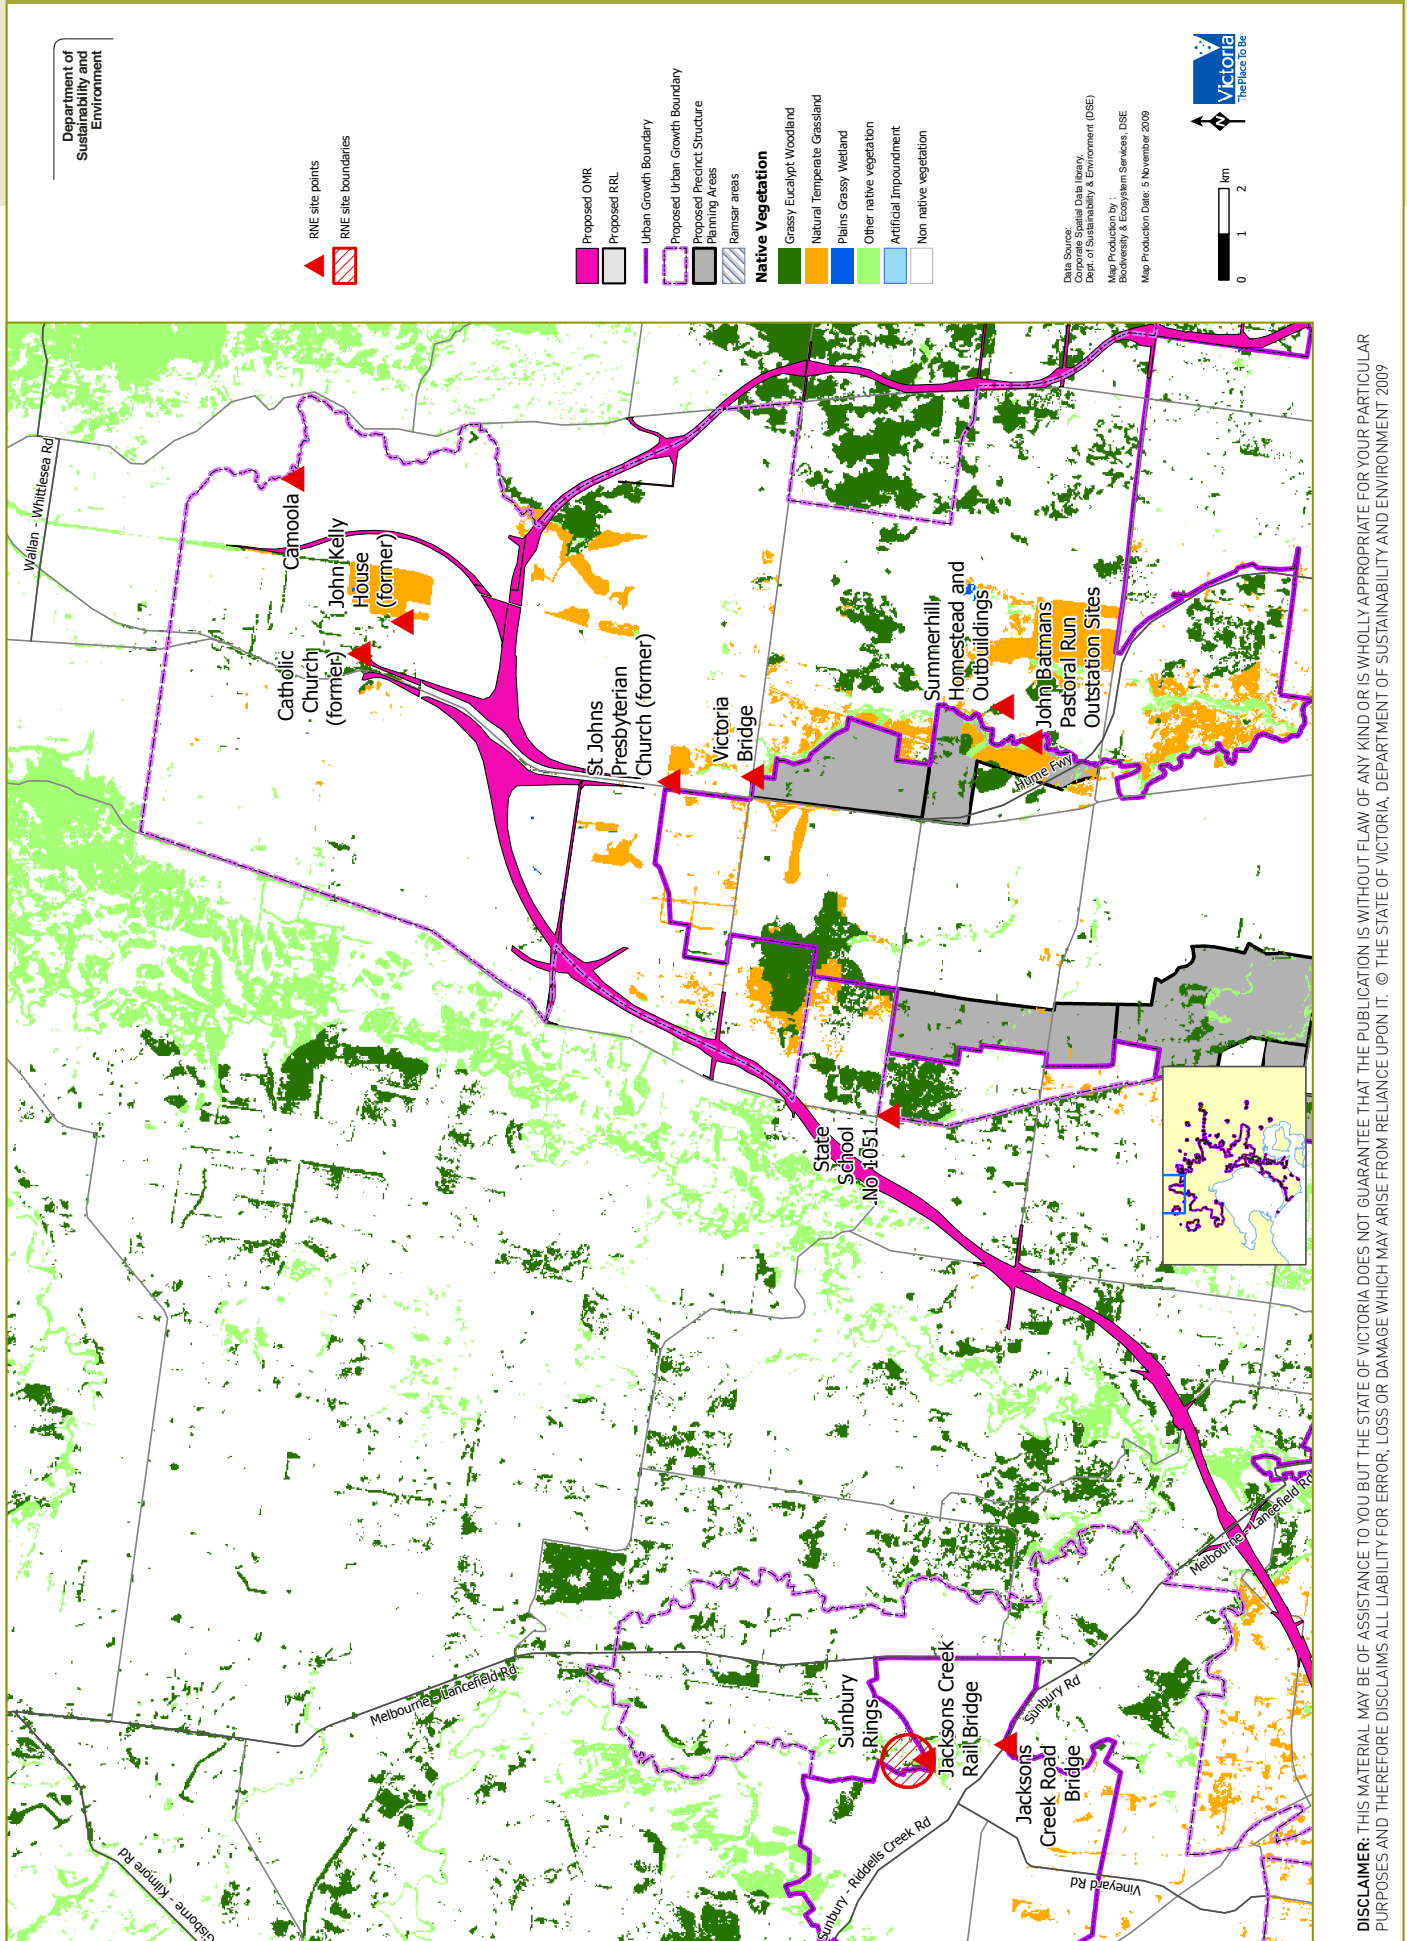 Department of
Sustainability and
Environment
RNE site points
RNE site boundaries
Proposed OMR
Proposed RRL
Urban Growth Boundary
Proposed Urban Growth Boundary
Proposed Precinct Structure
Planning Areas
Ramsar areas
Native Vegetation
Grassy Eucalypt Woodland
Natural Temperate Grassland
Plains Grassy Wetland
Other native vegetation
Artificial Impoundment
Non native vegetation
Data Source:
Corporate Spatial Data library,
Dept. of Sustainability & Environment (DSE)
Map Production by :
Biodiversity & Ecosystem Services, DSE
Map Production Date: 5 November 2009
km
0 1 2
N
Victoria
The Place To Be
Wallan - Whittlesea Rd
Camoola
John Kelly
House
(former)
Catholic
Church
(former)
St Johns
Presbyterian
Church (former)
Victoria
Bridge
Summerhill
Homestead and
Outbuildings
John Batmans
Pastoral Run
Outstation Sites
Hume Fwy
State
School
No 1051
Melbourne - Lancefield Rd
Melbourne - Lancefield Rd
Sunbury
Rings
Jacksons Creek
Rail Bridge
Sunbury Rd
Jacksons
Creek Road
Bridge
Sunbury - Riddells Creek Rd
Vineyard Rd
Gisborne - Kilmore Rd
DISCLAIMER: THIS MATERIAL MAY BE OF ASSISTANCE TO YOU BUT THE STATE OF VICTORIA DOES NOT GUARANTEE THAT THE PUBLICATION IS WITHOUT FLAW OF ANY KIND OR IS WHOLLY APPROPRIATE FOR YOUR PARTICULAR
PURPOSES AND THEREFORE DISCLAIMS ALL LIABILITY FOR ERROR, LOSS OR DAMAGE WHICH MAY ARISE FROM RELIANCE UPON IT. © THE STATE OF VICTORIA, DEPARTMENT OF SUSTAINABILITY AND ENVIRONMENT 2009